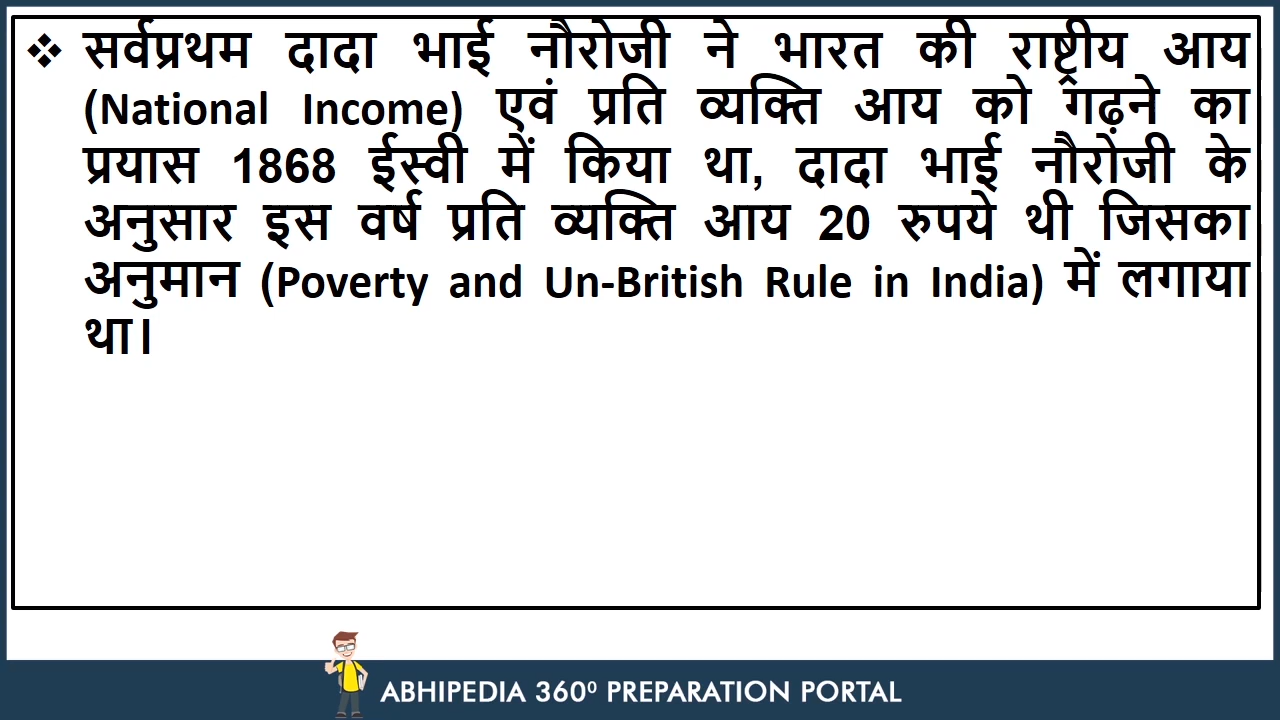 ❖ सर्वप्रथम दादा भाई नौरोजी ने भारत की राष्ट्रीय आय
(National Income) एवं प्रति व्यक्ति आय को गढ़ने का
प्रयास 1868 ईस्वी में किया था, दादा भाई नौरोजी के
अनुसार इस वर्ष प्रति व्यक्ति आय 20 रुपये थी जिसका
अनुमान (Poverty and Un-British Rule in India) में लगाया
था।
ABHIPEDIA 360⁰ PREPARATION PORTAL